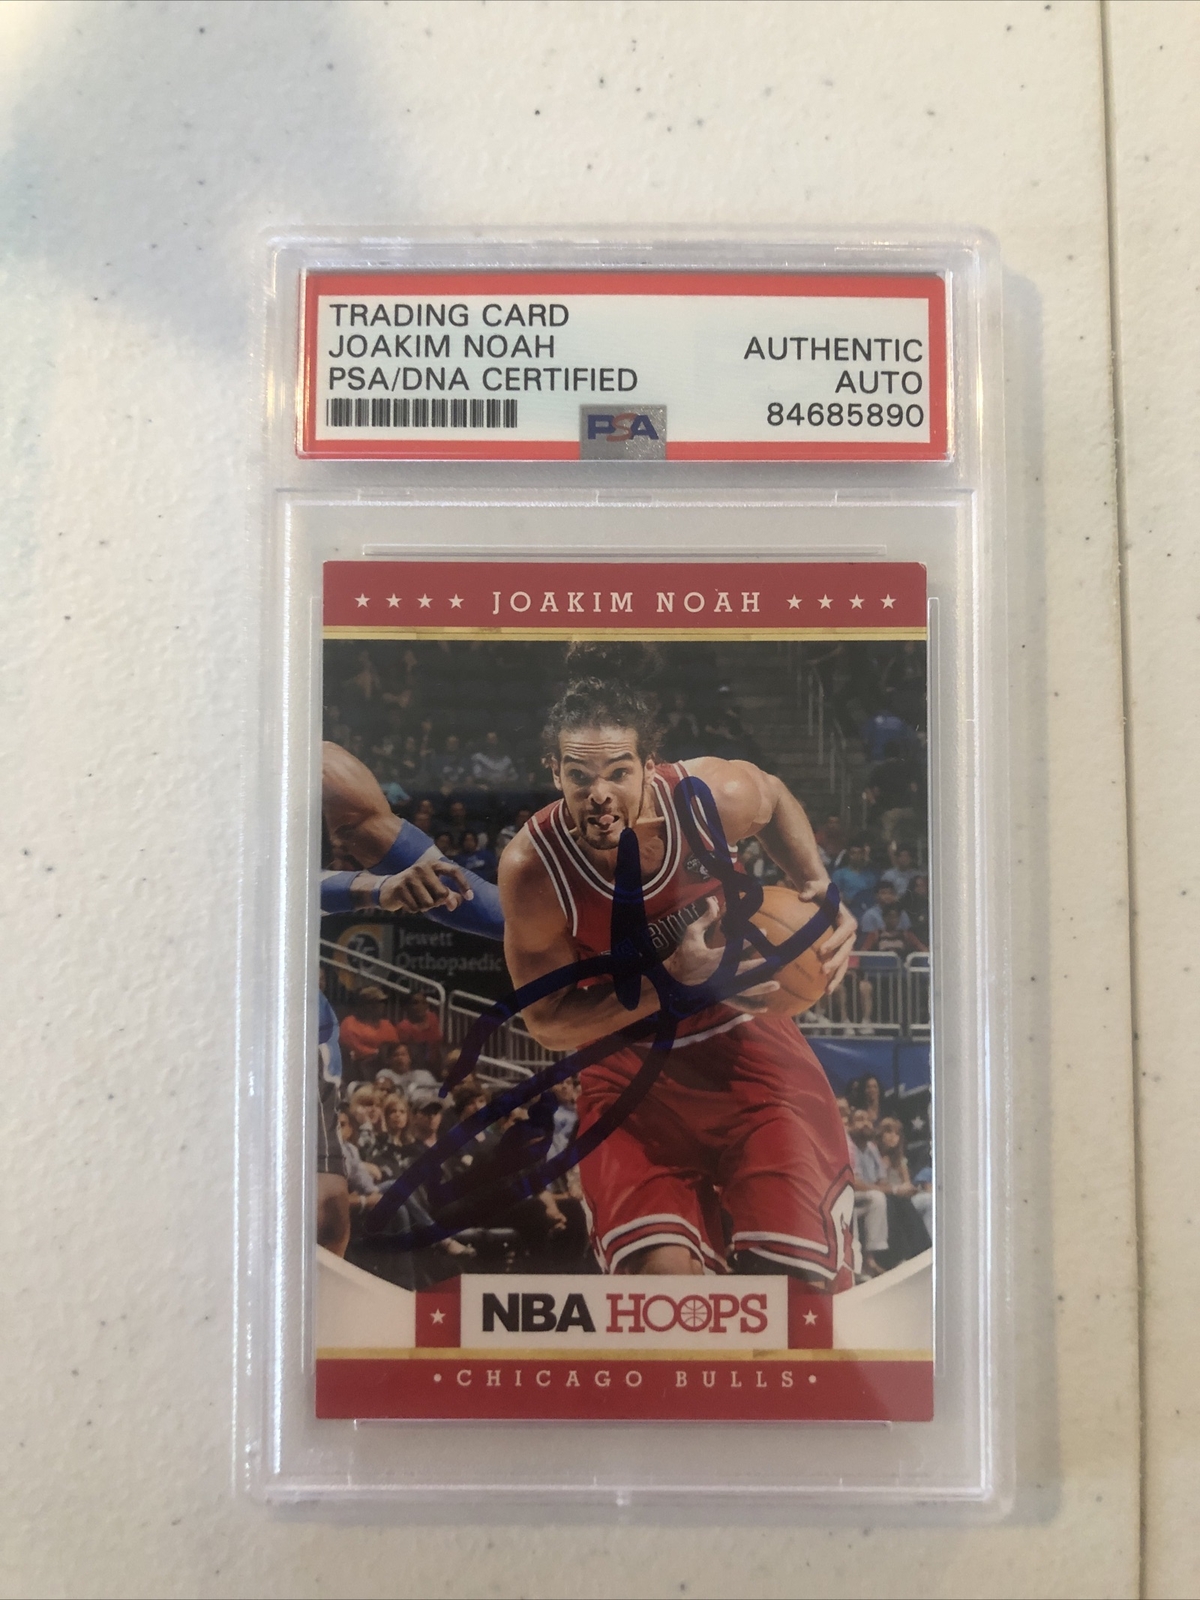 TRADING CARD
JOAKIM NOAH
PSA/DNA CERTIFIED
AUTHENTIC
AUTO
84685890
PSA
★ ★ ★ ★ JOAKIM NOAH ★ ★ ★ ★
Jewett
Orthopaedic
NBA HOOPS
• CHICAGO BULLS •